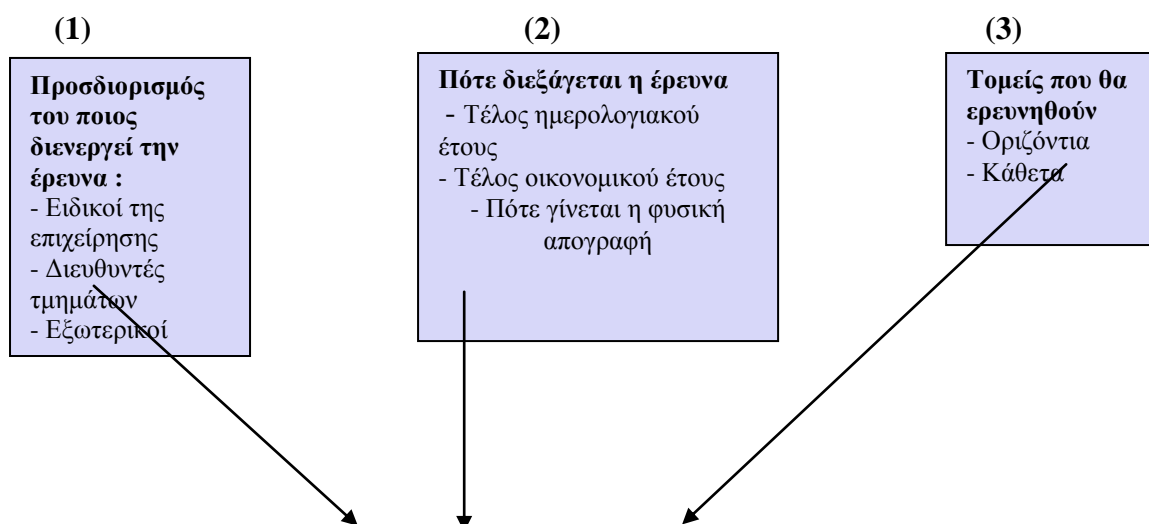 (1)
Προσδιορισμός
του ποιος
διενεργεί την
έρευνα :
- Ειδικοί της
επιχείρησης
- Διευθυντές
τμημάτων
- Εξωτερικοί
(2)
Πότε διεξάγεται η έρευνα
- Τέλος ημερολογιακού
έτους
- Τέλος οικονομικού έτους
- Πότε γίνεται η φυσική
απογραφή
(3)
Τομείς που θα
ερευνηθούν
- Οριζόντια
- Κάθετα